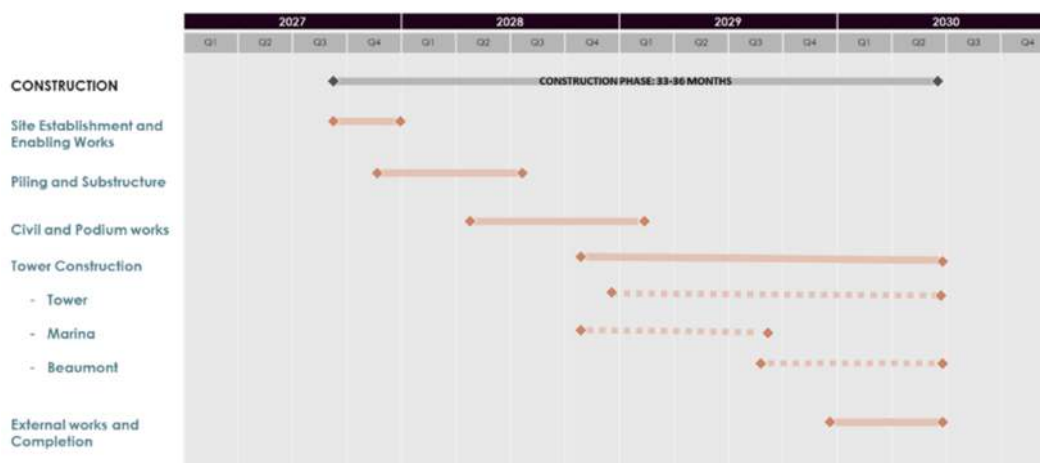 2027 2028 2029 2030
Q1 Q2 Q3 Q4 Q1 Q2 Q3 Q4 Q1 Q2 Q3 Q4 Q1 Q2 Q3 Q4
CONSTRUCTION
CONSTRUCTION PHASE: 33-36 MONTHS
Site Establishment and
Enabling Works
Piling and Substructure
Civil and Podium works
Tower Construction
- Tower
- Marina
- Beaumont
External works and
Completion